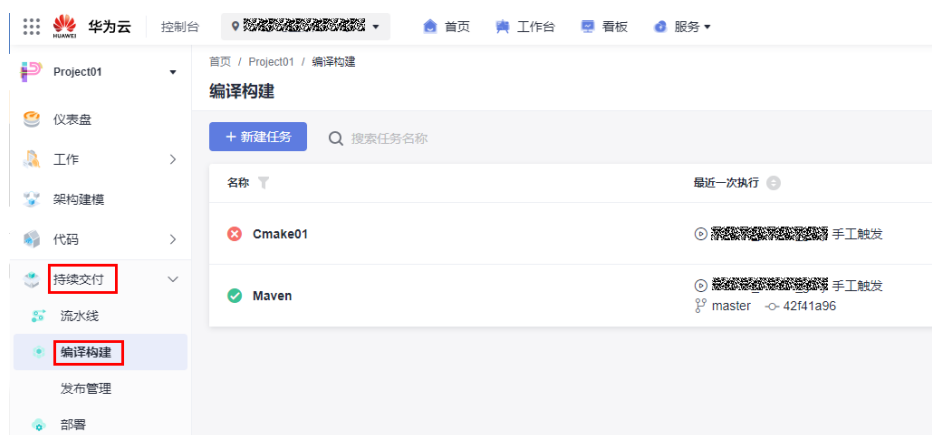 HUAWEI 华为云 控制台 首页 工作台 看板 服务
Project01
首页 / Project01 / 编译构建
编译构建
仪表盘
+ 新建任务 搜索任务名称
工作
名称 最近一次执行
架构建模
代码
Cmake01 手工触发
持续交付
Maven 手工触发
master 42f41a96
流水线
编译构建
发布管理
部署